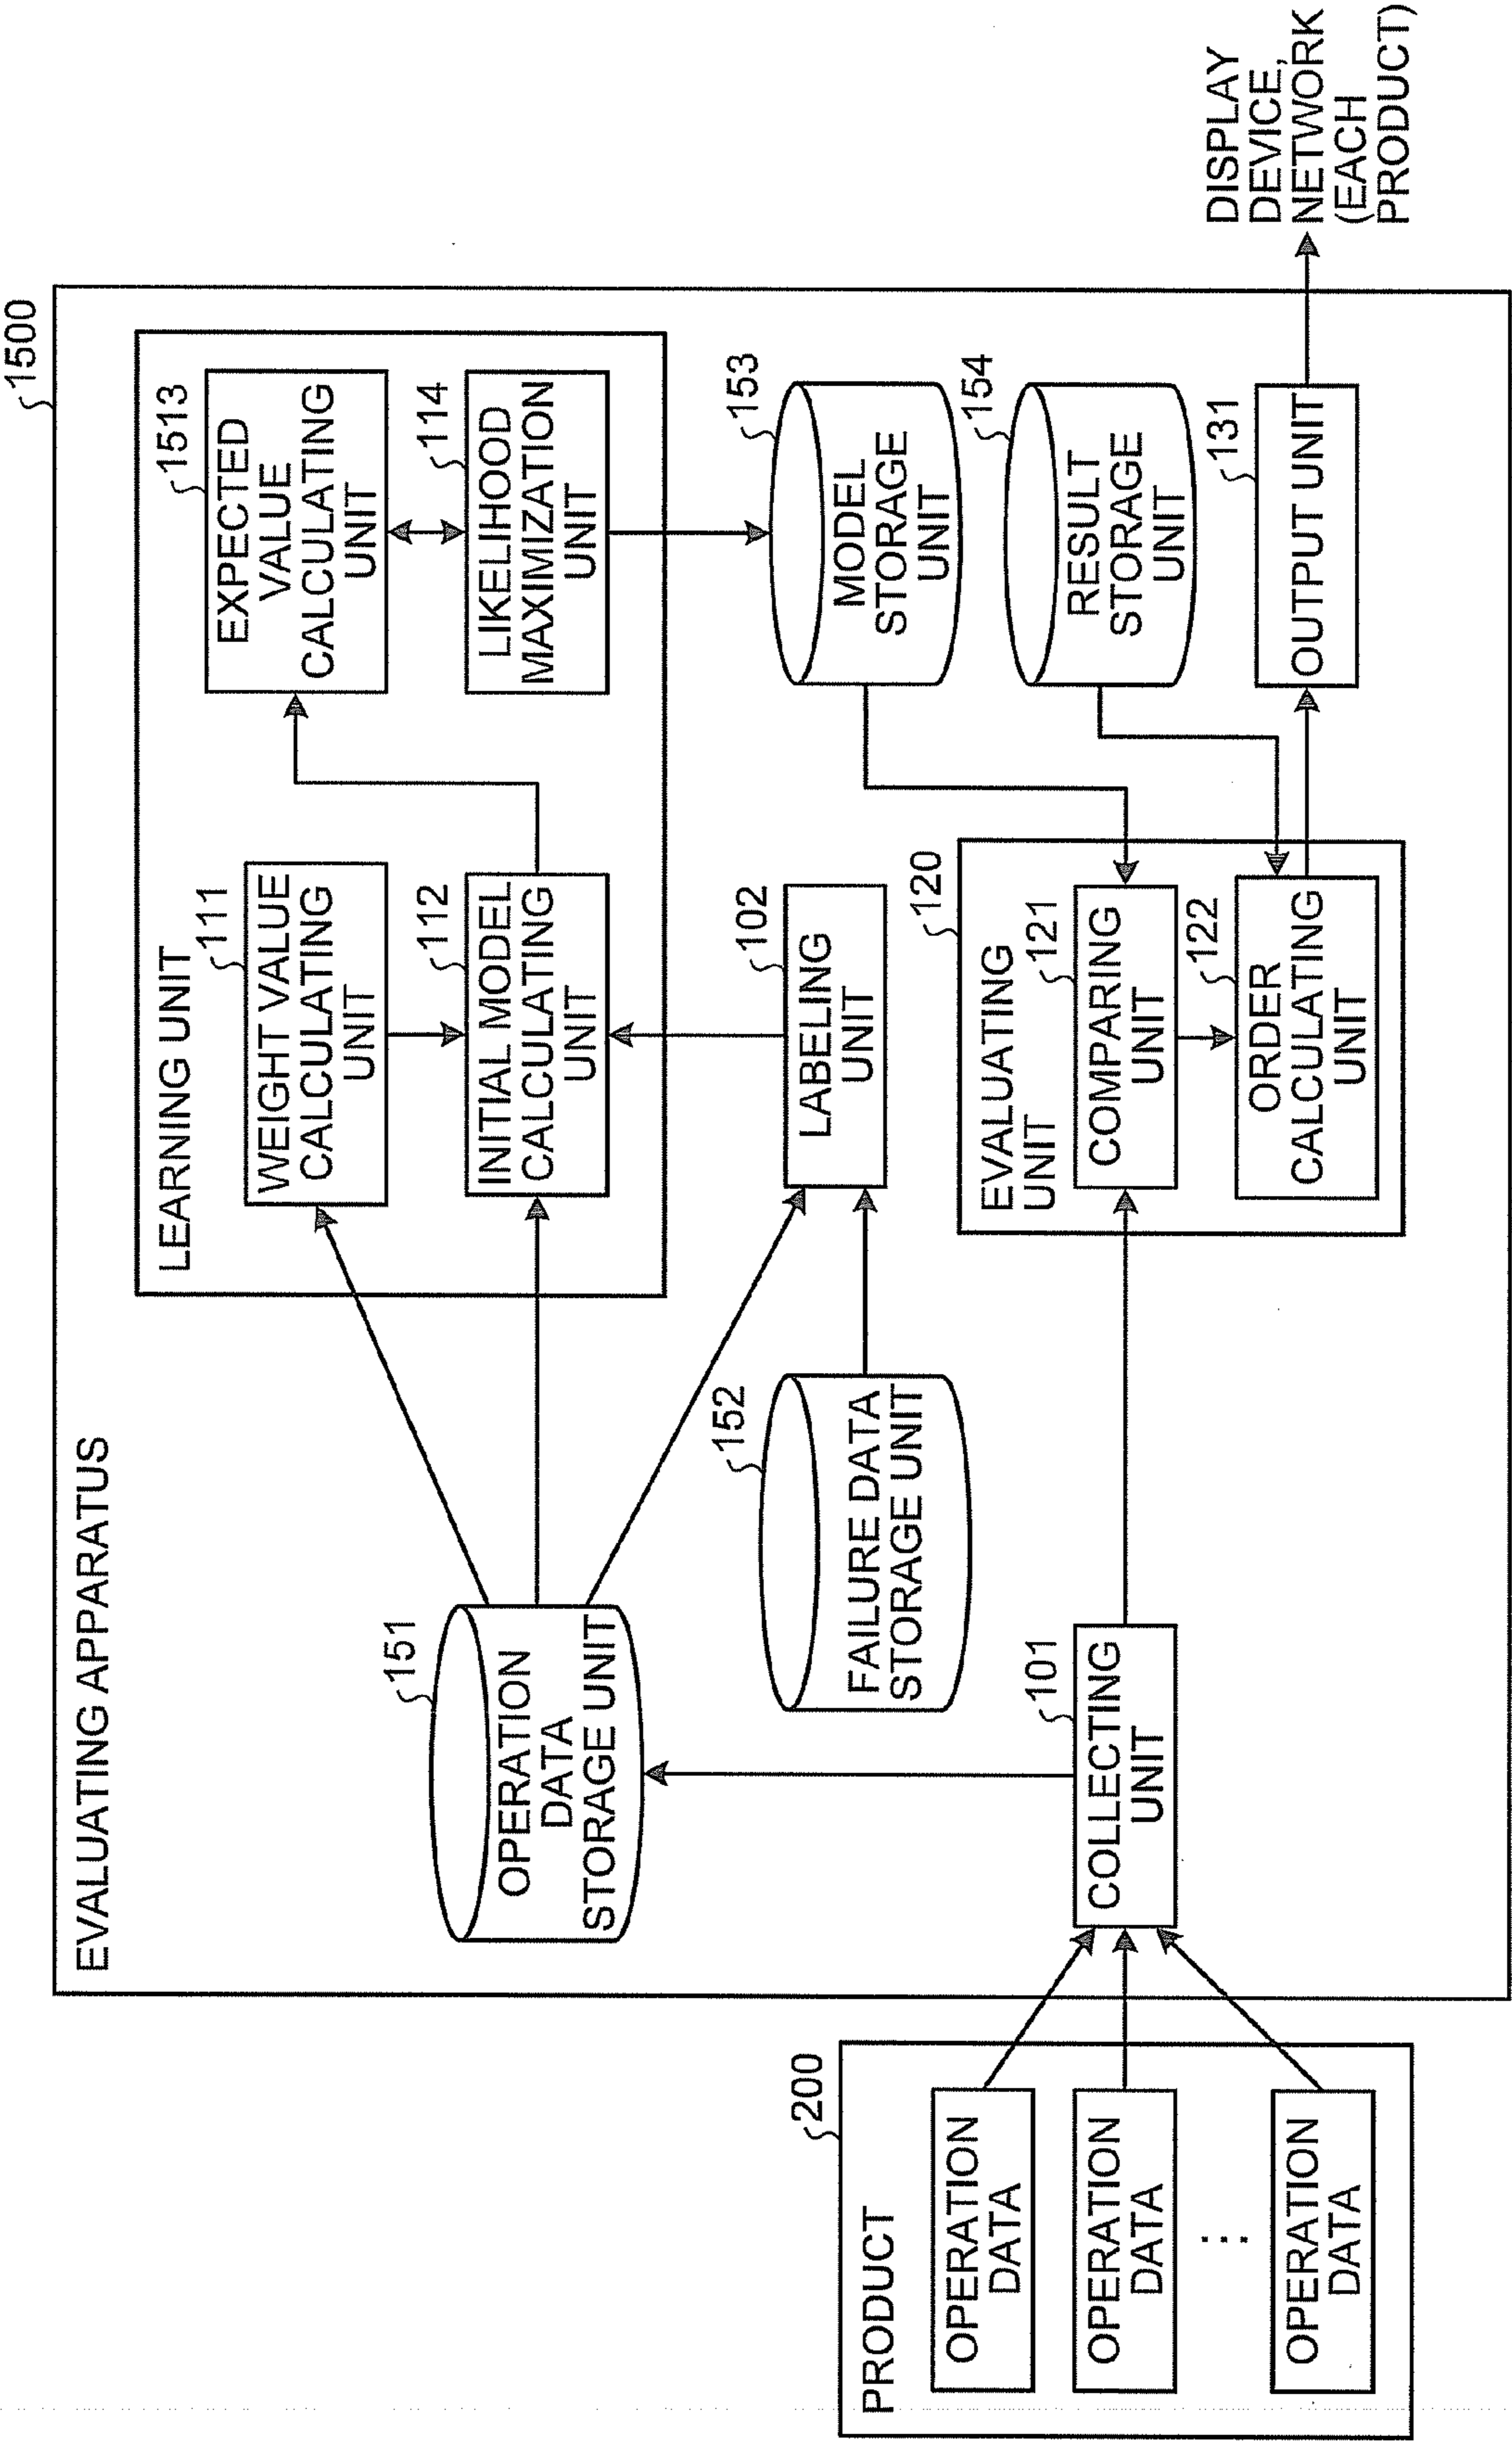 1500
EVALUATING APPARATUS
LEARNING UNIT
111
WEIGHT VALUE
CALCULATING
UNIT
1513
EXPECTED
VALUE
CALCULATING
UNIT
112
INITIAL MODEL
CALCULATING
UNIT
114
LIKELIHOOD
MAXIMIZATION
UNIT
151
OPERATION
DATA
STORAGE UNIT
152
FAILURE DATA
STORAGE UNIT
102
LABELING
UNIT
153
MODEL
STORAGE
UNIT
154
RESULT
STORAGE
UNIT
200
PRODUCT
OPERATION
DATA
OPERATION
DATA
...
OPERATION
DATA
101
COLLECTING
UNIT
120
EVALUATING
UNIT
121
COMPARING
UNIT
122
ORDER
CALCULATING
UNIT
131
OUTPUT UNIT
DISPLAY
DEVICE,
NETWORK
(EACH
PRODUCT)